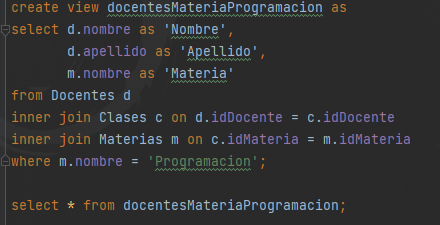 create view docentesMateriaProgramacion as
select d.nombre as 'Nombre',
d.apellido as 'Apellido',
m.nombre as 'Materia'
from Docentes d
inner join Clases c on d.idDocente = c.idDocente
inner join Materias m on c.idMateria = m.idMateria
where m.nombre = 'Programacion';
select * from docentesMateriaProgramacion;